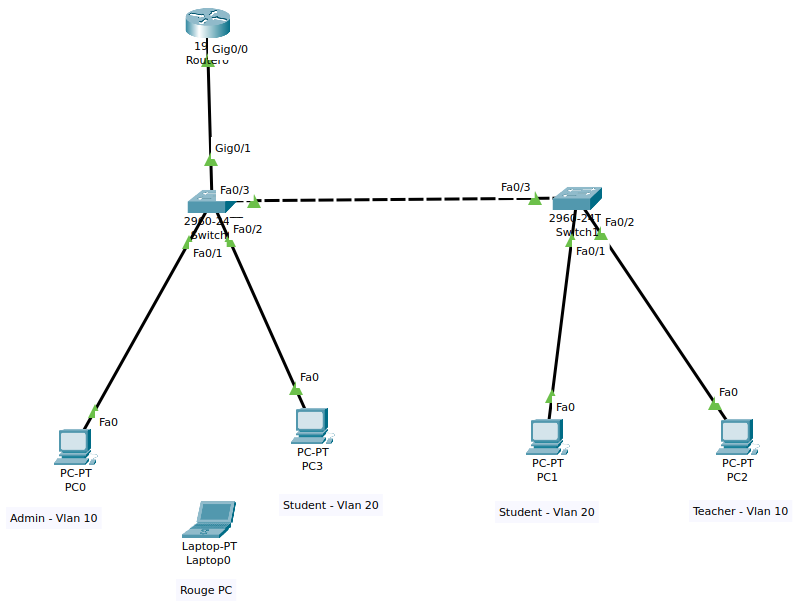 Gig0/0
19
Router0
Gig0/1
Fa0/3
Fa0/3
2960-24
Switch
Fa0/2
Fa0/1
2960-24T
Switch1
Fa0/2
Fa0/1
Fa0
Fa0
Fa0
Fa0
PC-PT
PC0
PC-PT
PC3
PC-PT
PC1
PC-PT
PC2
Admin - Vlan 10
Student - Vlan 20
Student - Vlan 20
Teacher - Vlan 10
Laptop-PT
Laptop0
Rouge PC